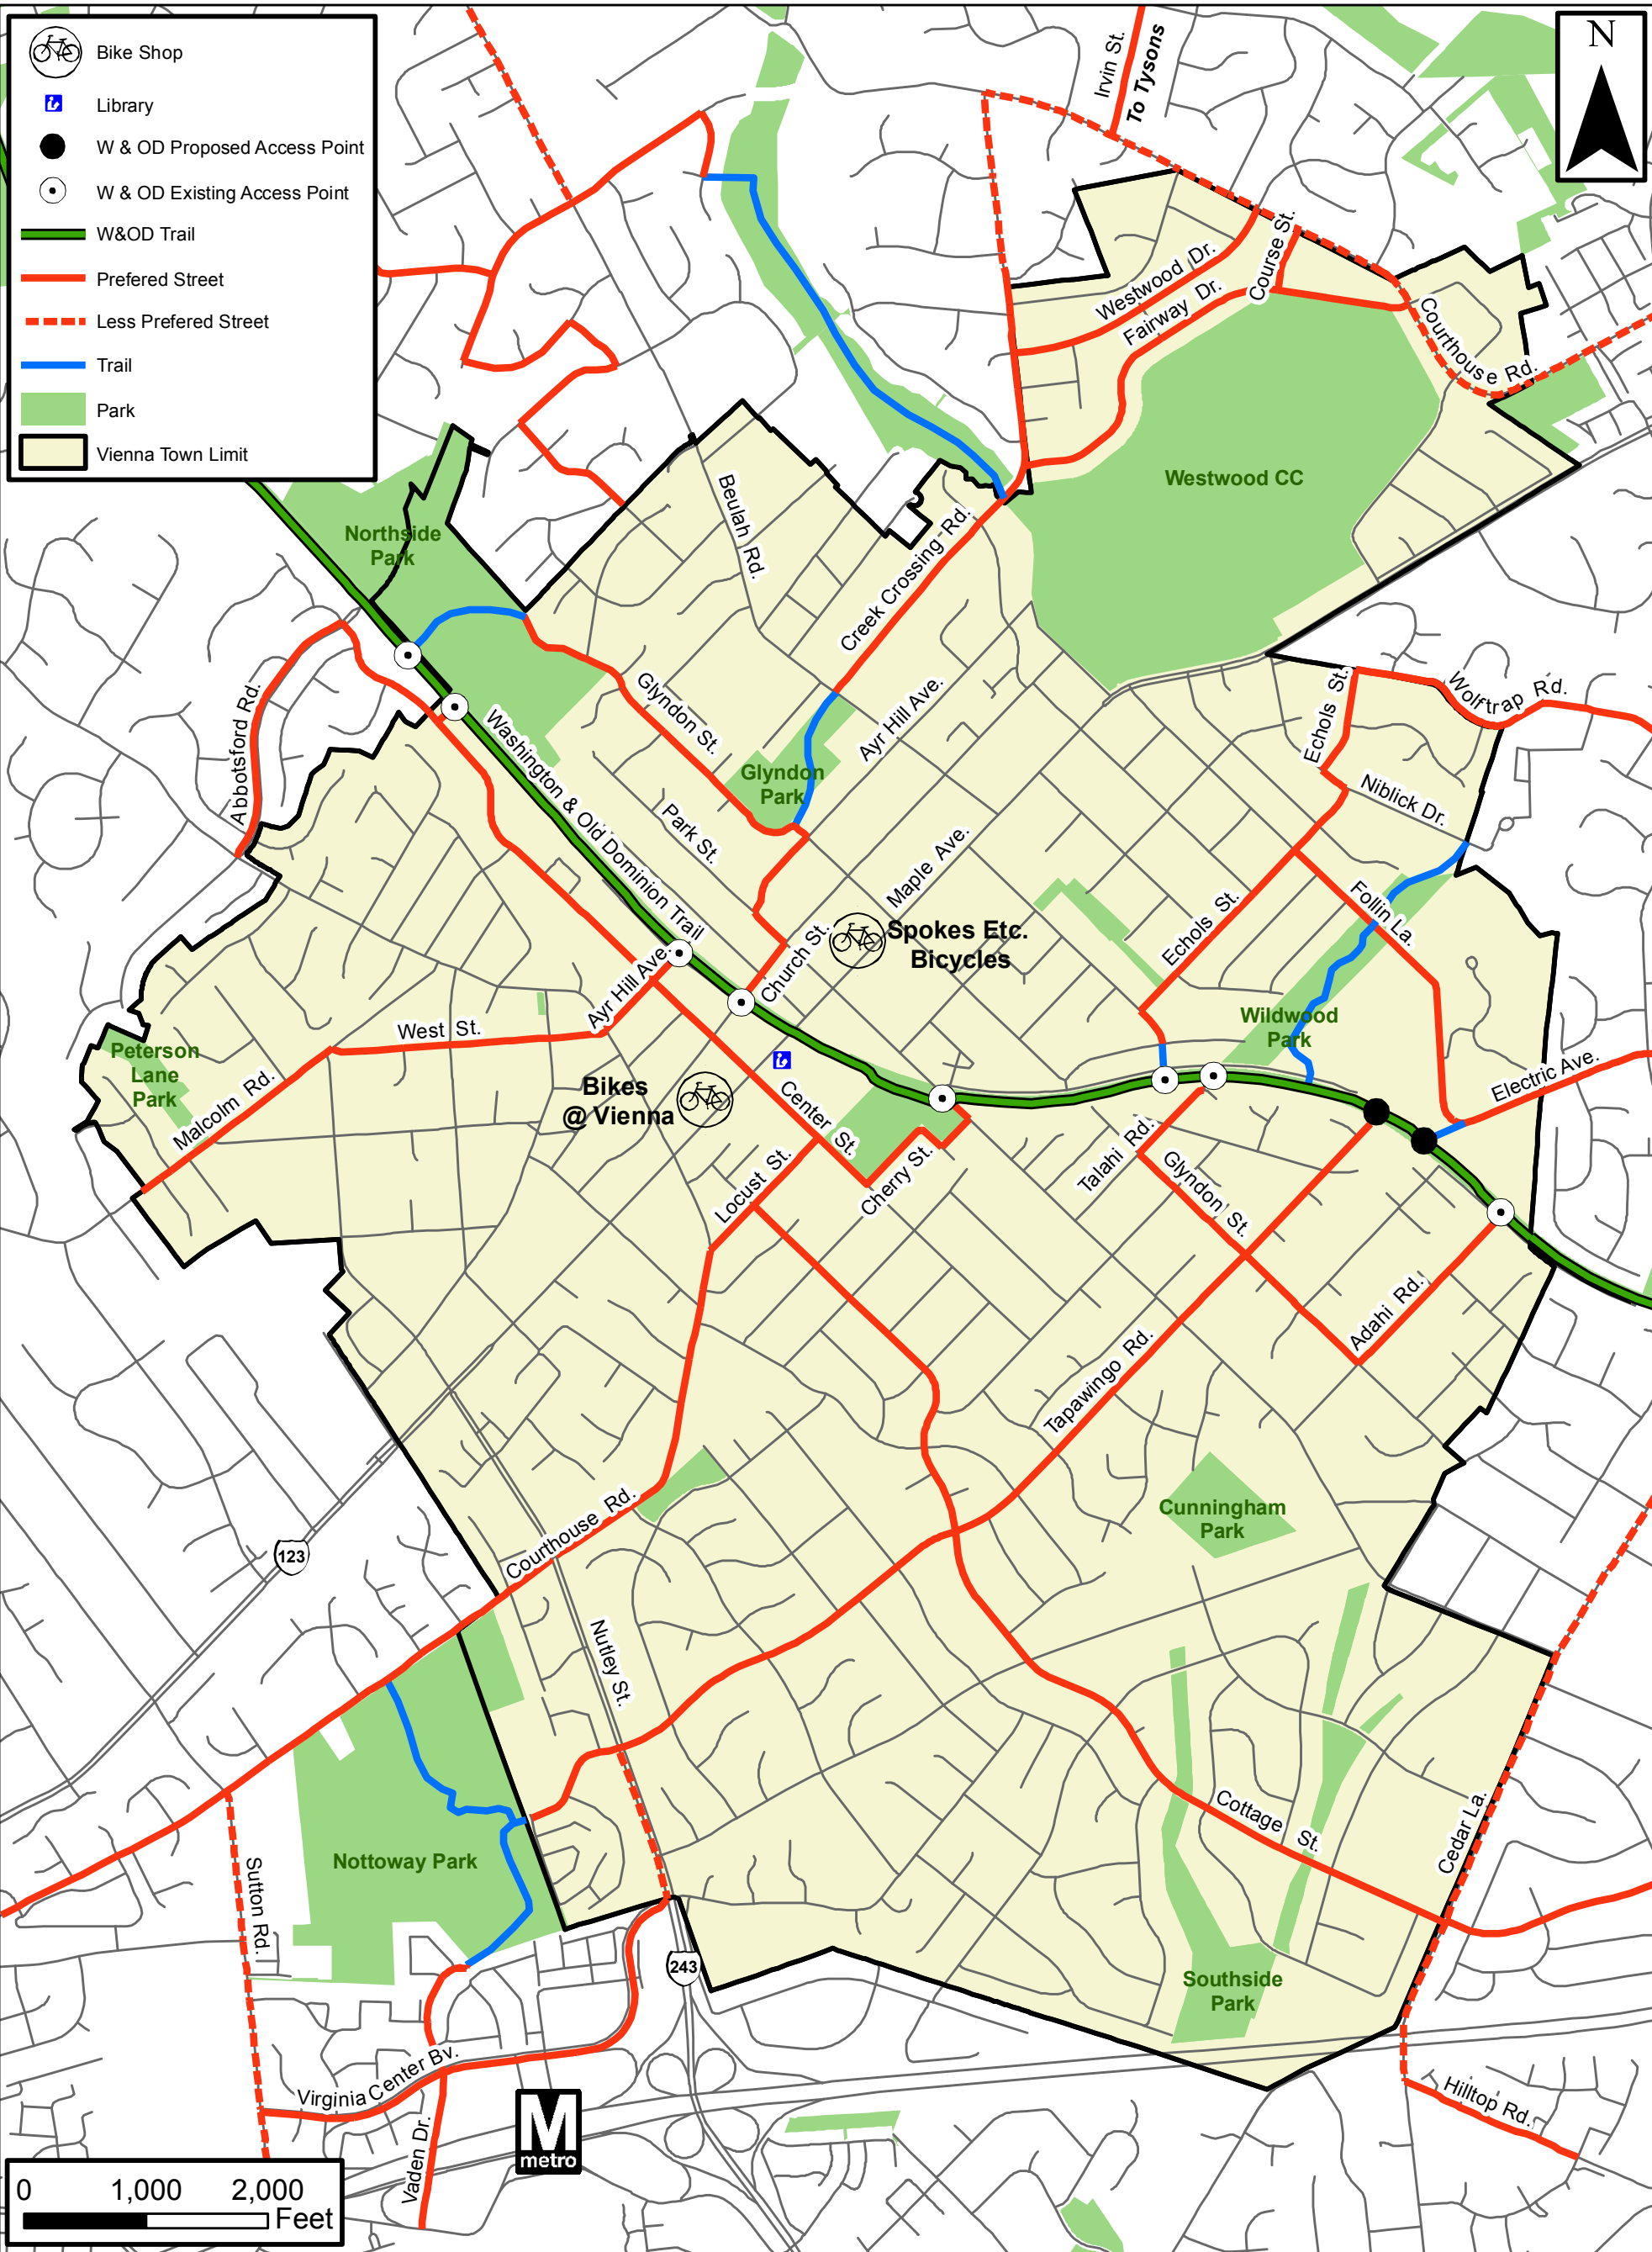 Bike Shop
Library
W & OD Proposed Access Point
W & OD Existing Access Point
W&OD Trail
Prefered Street
Less Prefered Street
Trail
Park
Vienna Town Limit
N
Irvin St.
To Tysons
Westwood Dr.
Fairway Dr.
Course St.
Courthouse Rd.
Westwood CC
Beulah Rd.
Northside
Park
Creek Crossing Rd.
Abbotsford Rd.
Glyndon St.
Ayr Hill Ave.
Echols St.
Wolftrap Rd.
Washington & Old Dominion Trail
Glyndon
Park
Niblick Dr.
Park St.
Maple Ave.
Echols St.
Follin La.
Spokes Etc.
Bicycles
Church St.
Ayr Hill Ave.
West St.
Wildwood
Park
Peterson
Lane
Park
Malcolm Rd.
Bikes
@ Vienna
Center St.
Electric Ave.
Talahi Rd.
Cherry St.
Locust St.
Glyndon St.
Adahi Rd.
Tapawingo Rd.
Cunningham
Park
Courthouse Rd.
123
Nutley St.
Nottoway Park
Sutton Rd.
Cottage St.
Cedar La.
243
Southside
Park
Virginia Center Bv.
Vaden Dr.
M
metro
Hilltop Rd.
0 1,000 2,000
Feet